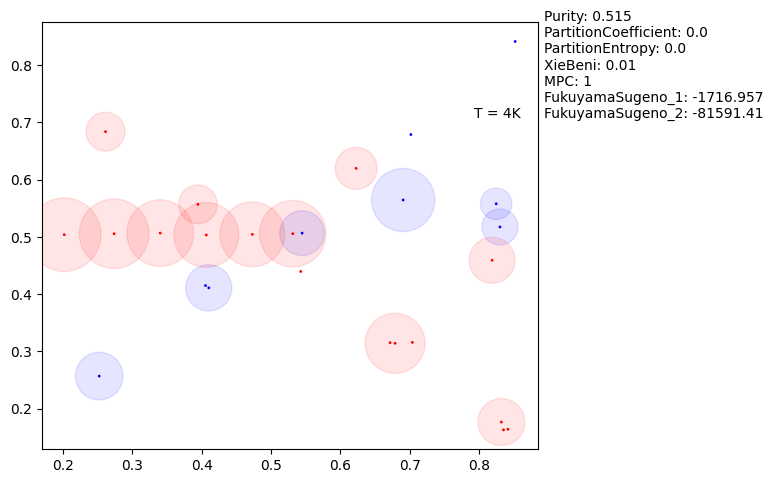 Purity: 0.515
PartitionCoefficient: 0.0
PartitionEntropy: 0.0
XieBeni: 0.01
MPC: 1
FukuyamaSugeno_1: -1716.957
FukuyamaSugeno_2: -81591.41
T = 4K
0.8
0.7
0.6
0.5
0.4
0.3
0.2
0.2 0.3 0.4 0.5 0.6 0.7 0.8